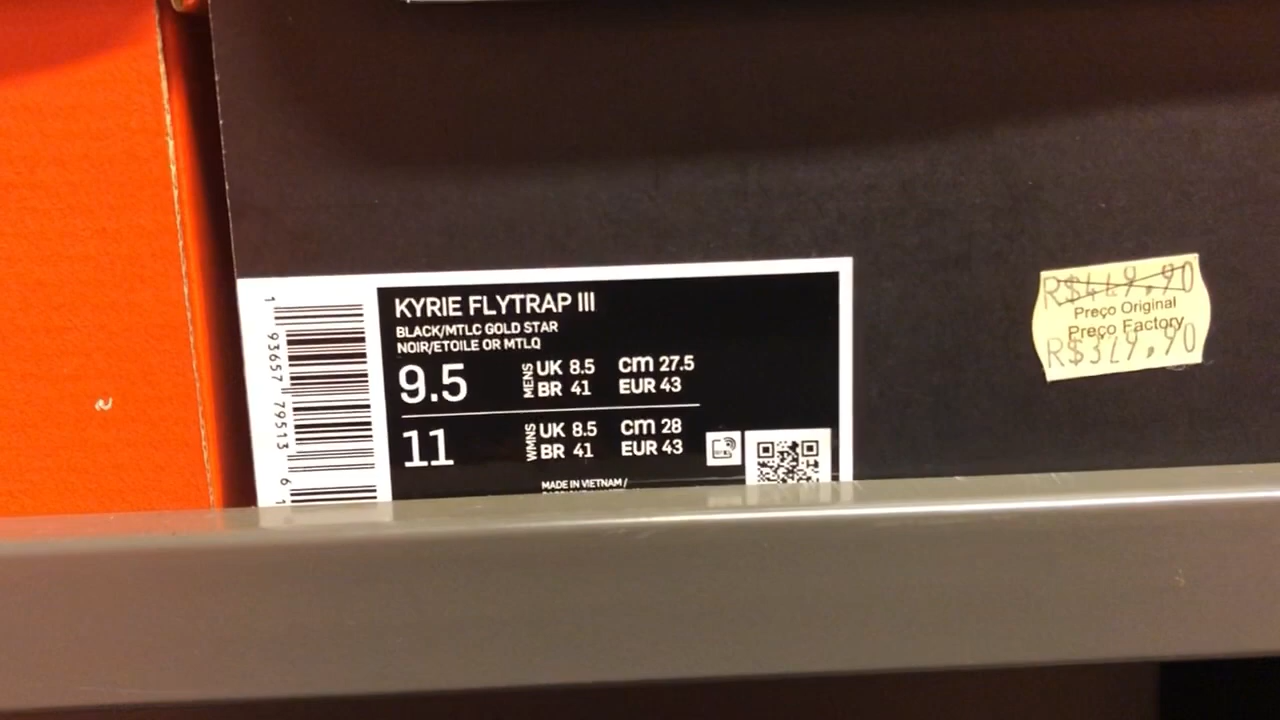 KYRIE FLYTRAP III
BLACK/MTLC GOLD STAR
NOIR/ETOILE OR MTLQ
9.5 MENS UK 8.5 cm 27.5
BR 41 EUR 43
11 WMNS UK 8.5 cm 28
BR 41 EUR 43
MADE IN VIETNAM /
1 93657 79513 6 1
R$449,90
Preço Original
Preço Factory
R$319,90